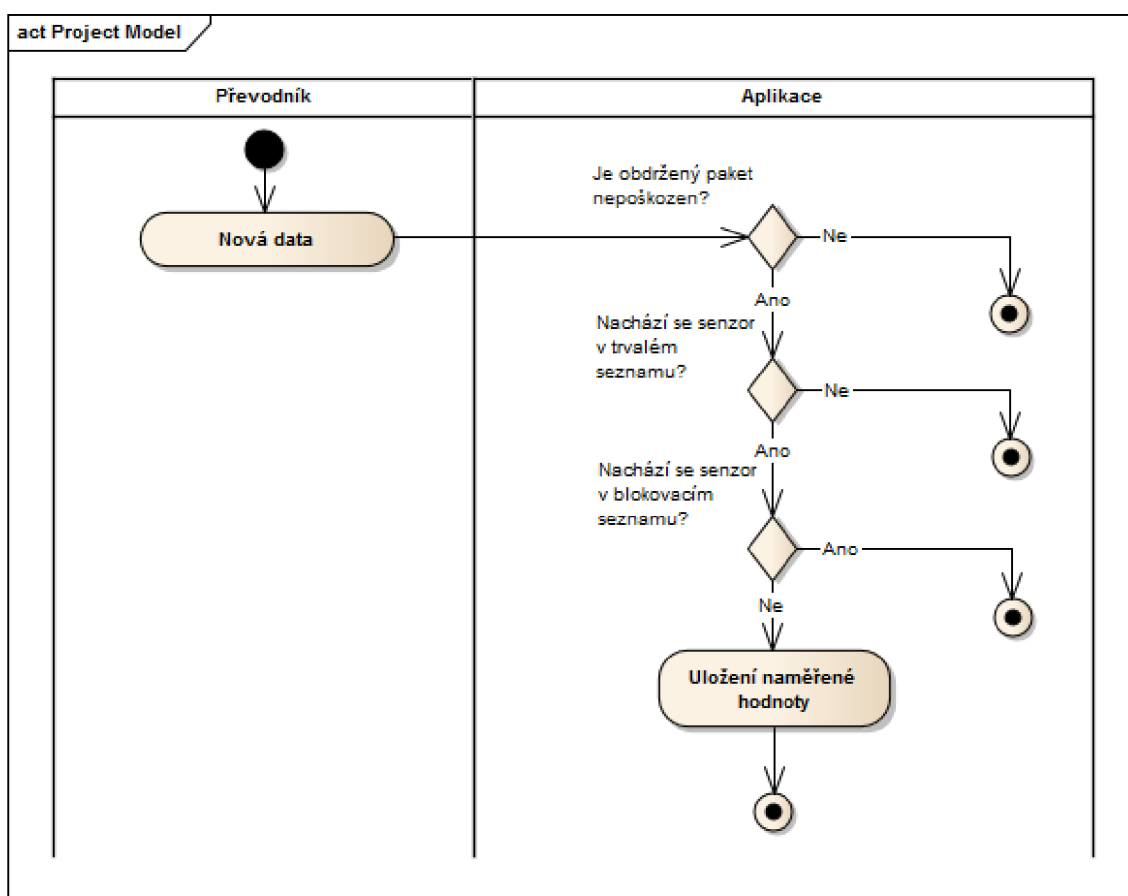 act Project Model
Převodník
Aplikace
Je obdržený paket
nepoškozen?
Nová data
Ne
Ano
Nachází se senzor
v trvalém
seznamu?
Ne
Ano
Nachází se senzor
v blokovacím
seznamu?
Ano
Ne
Uložení naměřené
hodnoty